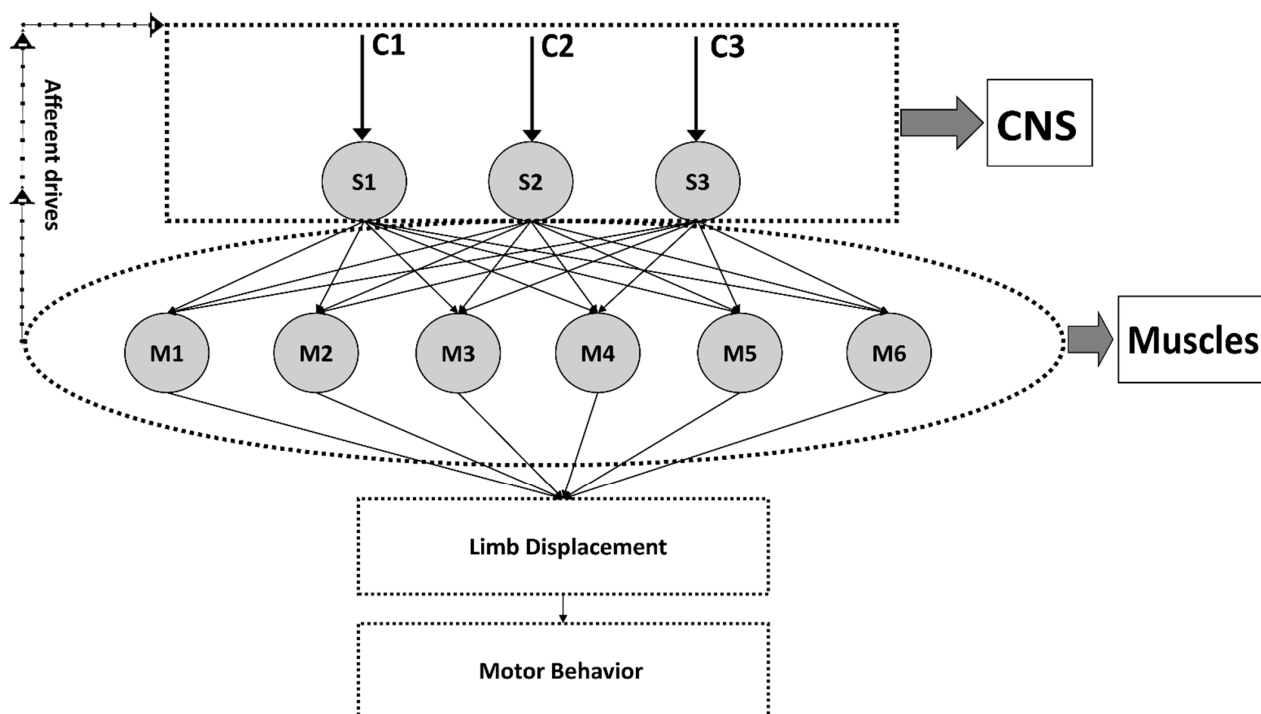 C1
C2
C3
Afferent drives
CNS
S1
S2
S3
Muscles
M1
M2
M3
M4
M5
M6
Limb Displacement
Motor Behavior